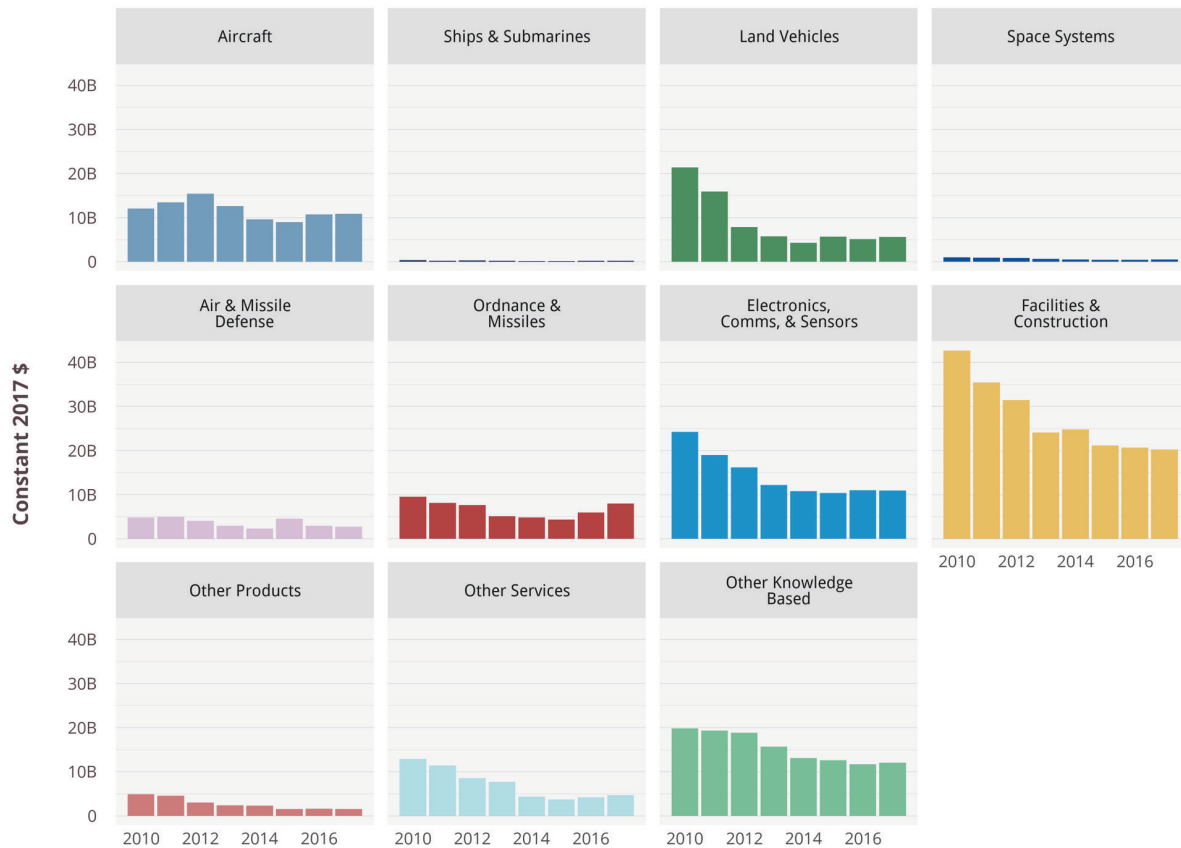 Aircraft
Ships & Submarines
Land Vehicles
Space Systems
40B
30B
20B
10B
0
Air & Missile
Defense
Ordnance &
Missiles
Electronics,
Comms, & Sensors
Facilities &
Construction
Constant 2017 $
40B
30B
20B
10B
0
2010 2012 2014 2016
Other Products
Other Services
Other Knowledge
Based
40B
30B
20B
10B
0
2010 2012 2014 2016
2010 2012 2014 2016
2010 2012 2014 2016